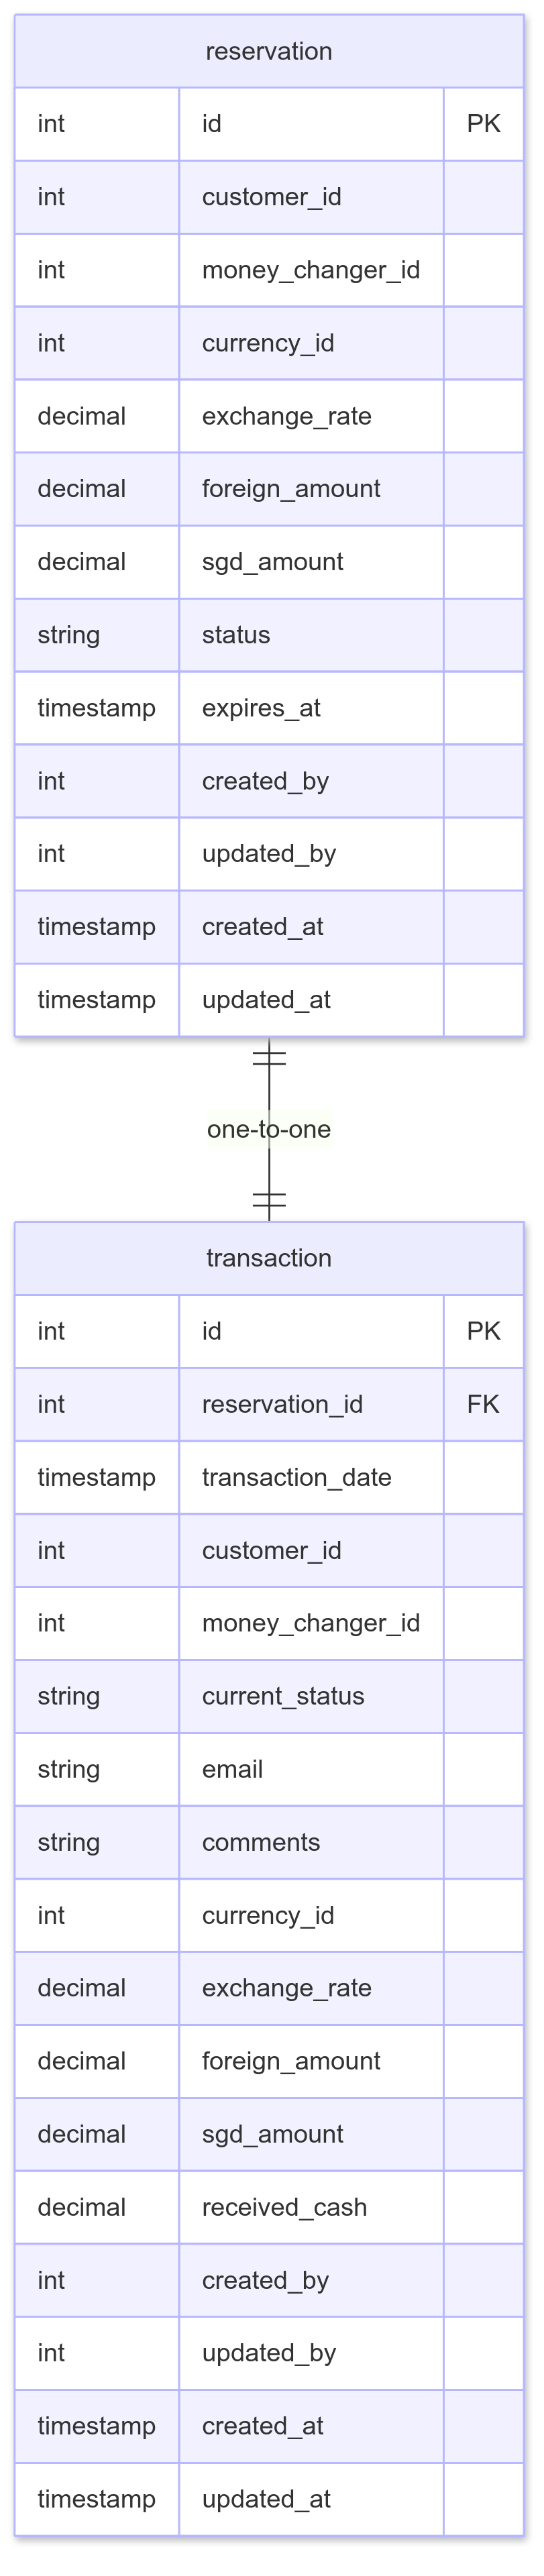 reservation
int id PK
int customer_id
int money_changer_id
int currency_id
decimal exchange_rate
decimal foreign_amount
decimal sgd_amount
string status
timestamp expires_at
int created_by
int updated_by
timestamp created_at
timestamp updated_at
one-to-one
transaction
int id PK
int reservation_id FK
timestamp transaction_date
int customer_id
int money_changer_id
string current_status
string email
string comments
int currency_id
decimal exchange_rate
decimal foreign_amount
decimal sgd_amount
decimal received_cash
int created_by
int updated_by
timestamp created_at
timestamp updated_at